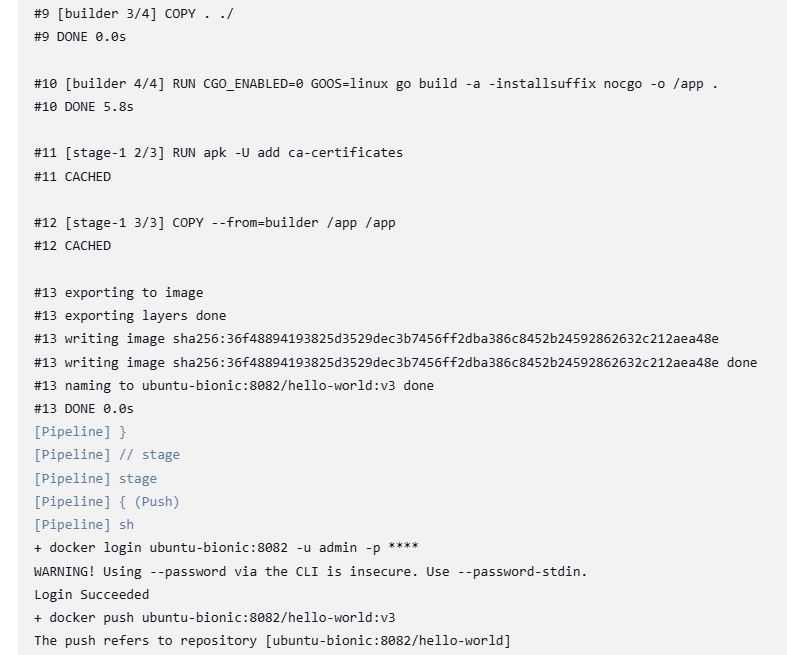 #9 [builder 3/4] COPY . ./
#9 DONE 0.0s
#10 [builder 4/4] RUN CGO_ENABLED=0 GOOS=linux go build -a -installsuffix nocgo -o /app .
#10 DONE 5.8s
#11 [stage-1 2/3] RUN apk -U add ca-certificates
#11 CACHED
#12 [stage-1 3/3] COPY --from=builder /app /app
#12 CACHED
#13 exporting to image
#13 exporting layers done
#13 writing image sha256:36f48894193825d3529dec3b7456ff2dba386c8452b24592862632c212aea48e
#13 writing image sha256:36f48894193825d3529dec3b7456ff2dba386c8452b24592862632c212aea48e done
#13 naming to ubuntu-bionic:8082/hello-world:v3 done
#13 DONE 0.0s
[Pipeline] }
[Pipeline] // stage
[Pipeline] stage
[Pipeline] { (Push)
[Pipeline] sh
+ docker login ubuntu-bionic:8082 -u admin -p ****
WARNING! Using --password via the CLI is insecure. Use --password-stdin.
Login Succeeded
+ docker push ubuntu-bionic:8082/hello-world:v3
The push refers to repository [ubuntu-bionic:8082/hello-world]